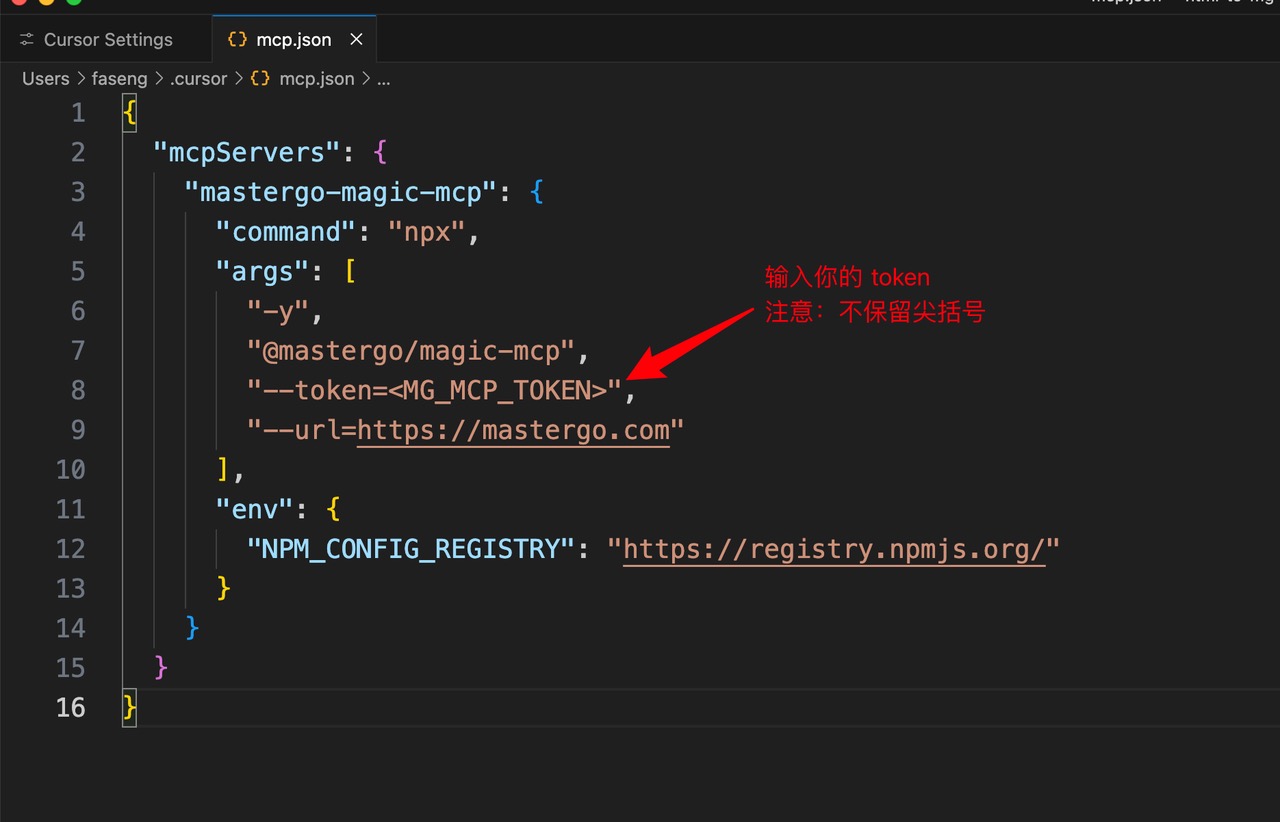 Cursor Settings
{} mcp.json ×
Users > faseng > .cursor > {} mcp.json > ...
1 {
2 "mcpServers": {
3 "mastergo-magic-mcp": {
4 "command": "npx",
5 "args": [
输入你的 token
6 "-y",
注意：不保留尖括号
7 "@mastergo/magic-mcp",
8 "--token=<MG_MCP_TOKEN>",
9 "--url=https://mastergo.com"
10 ],
11 "env": {
12 "NPM_CONFIG_REGISTRY": "https://registry.npmjs.org/"
13 }
14 }
15 }
16 }